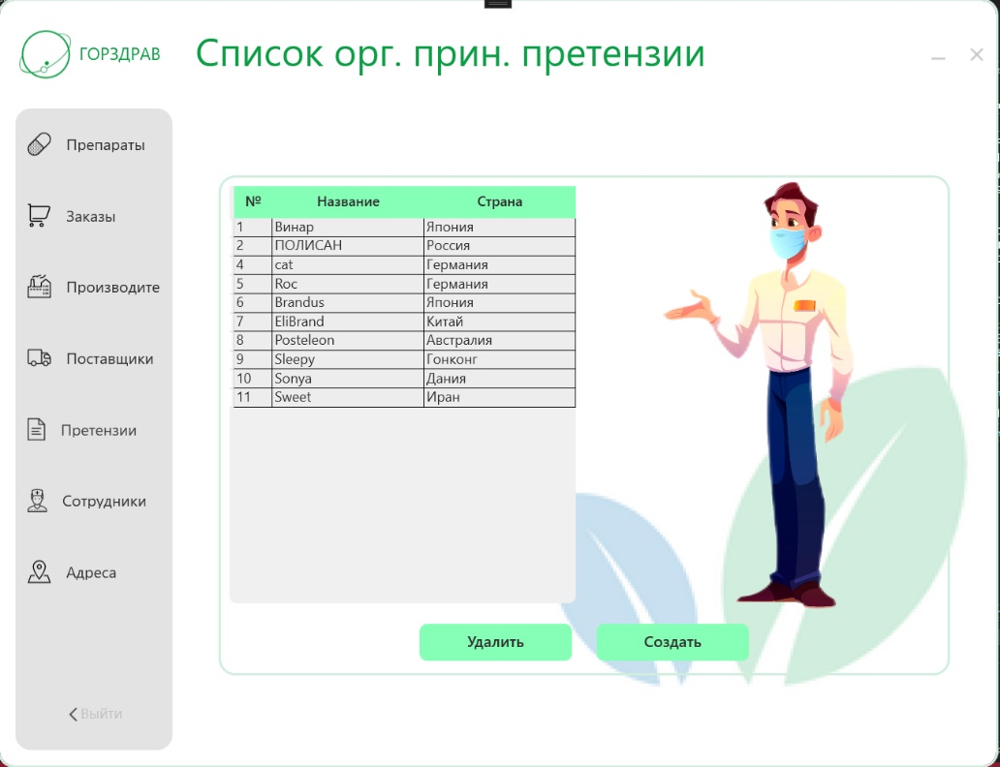 ГОРЗДРАВ
Список орг. прин. претензии
Препараты
Заказы
Производите
Поставщики
Претензии
Сотрудники
Адреса
Выйти
№ Название Страна
1 Винар Япония
2 ПОЛИСАН Россия
4 cat Германия
5 Roc Германия
6 Brandus Япония
7 EliBrand Китай
8 Posteleon Австралия
9 Sleepy Гонконг
10 Sonya Дания
11 Sweet Иран
Удалить Создать